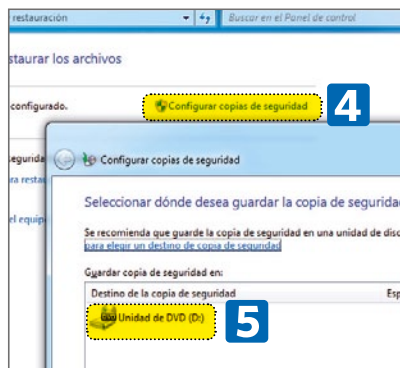 restauración
Buscar en el Panel de control
staurar los archivos
configurado.
Configurar copias de seguridad
4
segurida
Configurar copias de seguridad
ra restau
el equip
Seleccionar dónde desea guardar la copia de seguridad
Se recomienda que guarde la copia de seguridad en una unidad de disc
para elegir un destino de copia de seguridad
Guardar copia de seguridad en:
Destino de la copia de seguridad
Esp
Unidad de DVD (D:)
5